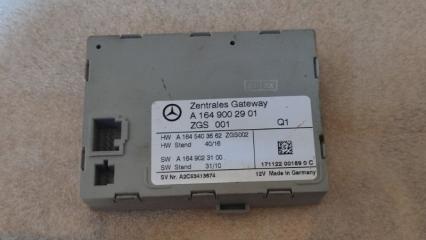 Zentrales Gateway
A 164 900 29 01
ZGS 001 Q1
HW A 164 540 36 62 ZGS002
HW Stand 40/16
SW A 164 902 31 00
SW Stand 31/10
171122 00189 0 C
SV Nr. A2C53413674 12V Made in Germany